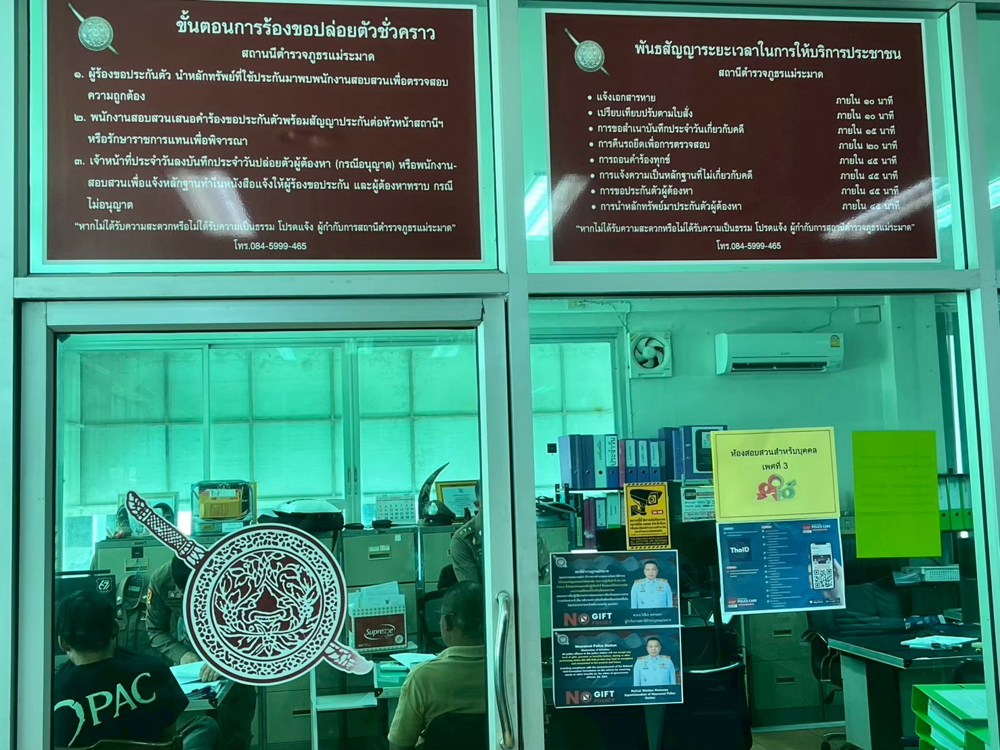 ขั้นตอนการร้องขอปล่อยตัวชั่วคราว
สถานนีตำรวจภูธรแม่ระมาด
๑. ผู้ร้องขอประกันตัว นำหลักทรัพย์ที่ใช้ประกันมาพบพนักงานสอบสวนเพื่อตรวจสอบ
ความถูกต้อง
๒. พนักงานสอบสวนเสนอคำร้องขอประกันตัวพร้อมสัญญาประกันต่อหัวหน้าสถานีฯ
หรือรักษาราชการแทนเพื่อพิจารณา
๓. เจ้าหน้าที่ประจำวันลงบันทึกประจำวันปล่อยตัวผู้ต้องหา (กรณีอนุญาต) หรือพนักงาน-
สอบสวนเพื่อแจ้งหลักฐานทำเป็นหนังสือแจ้งให้ผู้ร้องขอประกัน และผู้ต้องหาทราบ กรณี
ไม่อนุญาต
“หากไม่ได้รับความสะดวกหรือไม่ได้รับความเป็นธรรม โปรดแจ้ง ผู้กำกับการสถานีตำรวจภูธรแม่ระมาด”
โทร.084-5999-465
พันธสัญญาระยะเวลาในการให้บริการประชาชน
สถานีตำรวจภูธรแม่ระมาด
• แจ้งเอกสารหาย ภายใน ๑๐ นาที
• เปรียบเทียบปรับตามใบสั่ง ภายใน ๑๐ นาที
• การขอสำเนาบันทึกประจำวันเกี่ยวกับคดี ภายใน ๑๕ นาที
• การคืนรถยึดเพื่อการตรวจสอบ ภายใน ๒๐ นาที
• การถอนคำร้องทุกข์ ภายใน ๔๕ นาที
• การแจ้งความเป็นหลักฐานที่ไม่เกี่ยวกับคดี ภายใน ๔๕ นาที
• การขอประกันตัวผู้ต้องหา ภายใน ๔๕ นาที
• การนำหลักทรัพย์มาประกันตัวผู้ต้องหา ภายใน ๔๕ นาที
“หากไม่ได้รับความสะดวกหรือไม่ได้รับความเป็นธรรม โปรดแจ้ง ผู้กำกับการสถานีตำรวจภูธรแม่ระมาด”
โทร.084-5999-465
ห้องสอบสวนสำหรับบุคคล
เพศที่ 3
ประจำวัน
24 HR
ThaID
POLICE CARE
POLICE CARE
NO GIFT
POLICY
Maeramat Police Station
Declaration of Intention
NO GIFT
POLICY
Superintendent of Maeramat Police
Station
Supreme
PAC